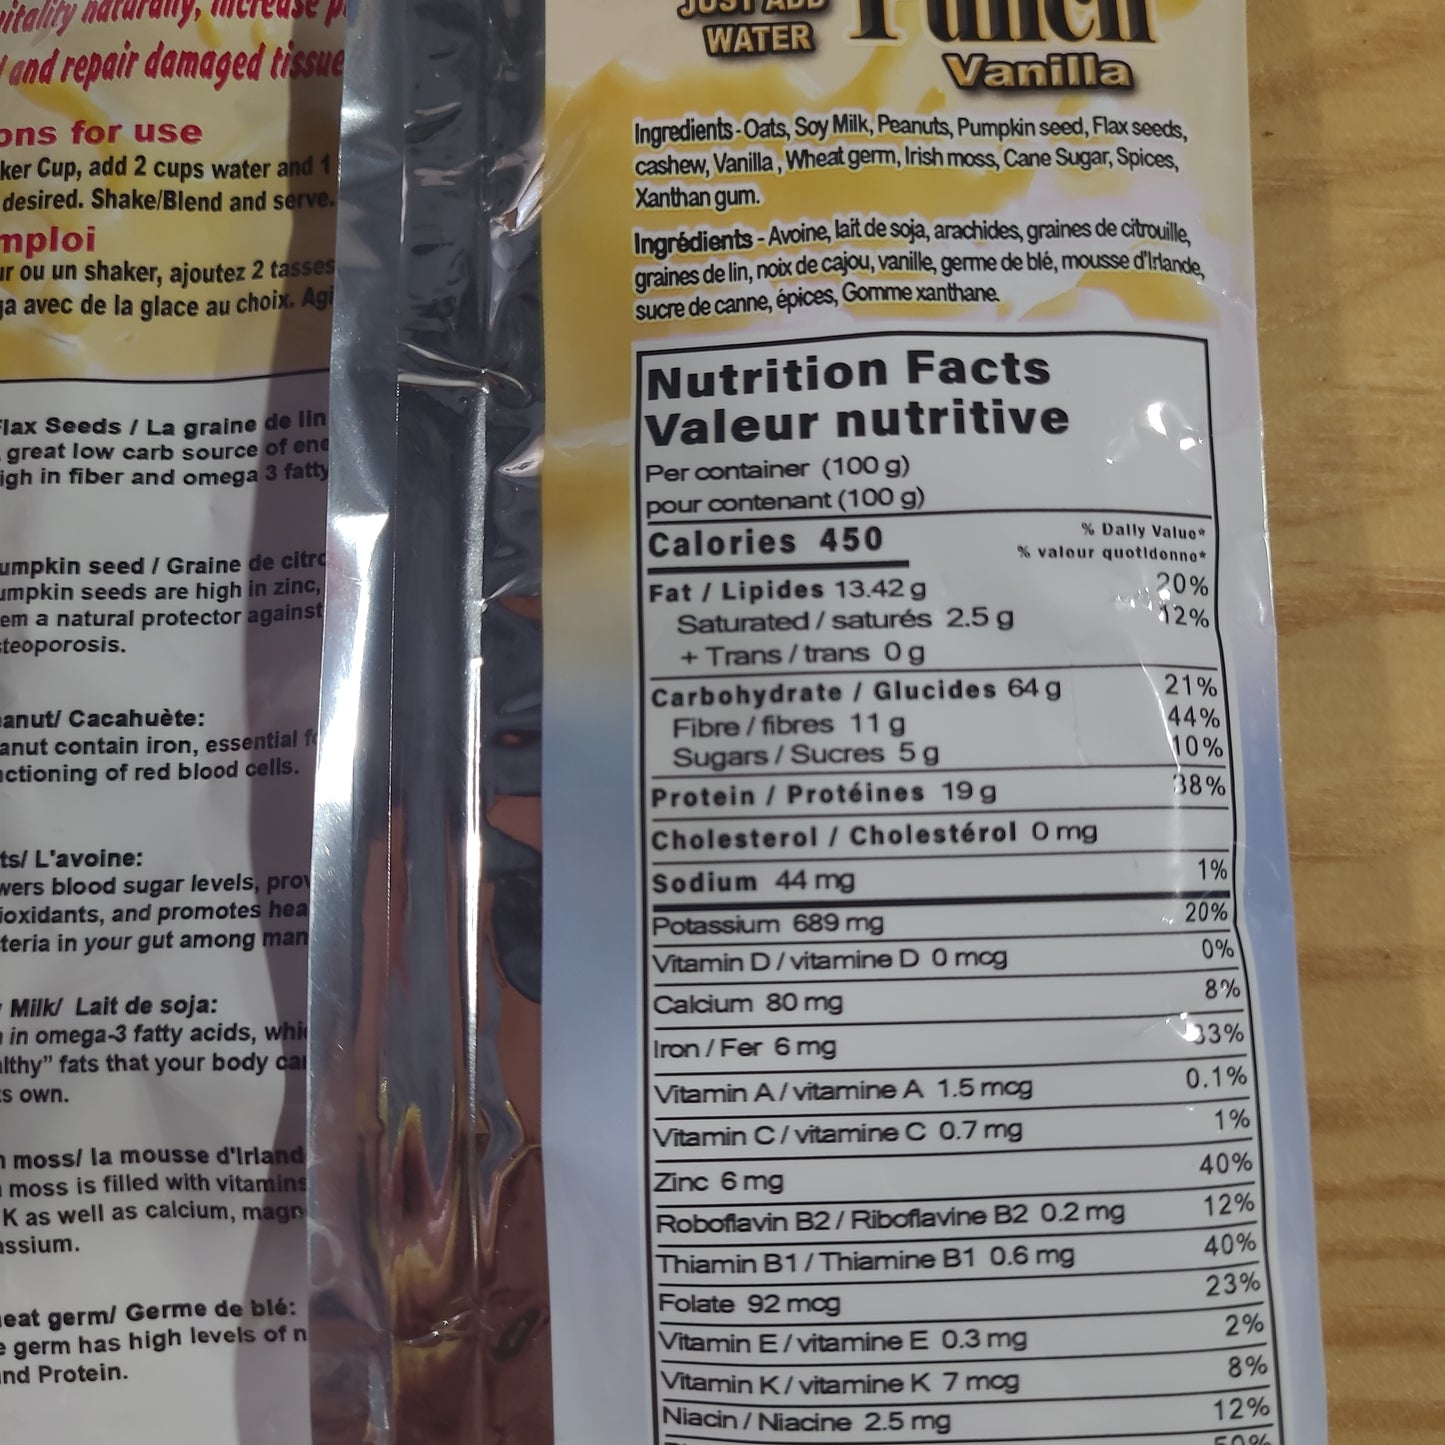 vitality naturally, increase
and repair damaged tissue
ons for use
ker Cup, add 2 cups water and 1
desired. Shake/Blend and serve.
mploi
ur ou un shaker, ajoutez 2 tasses
ga avec de la glace au choix. Agi
Flax Seeds / La graine de lin
great low carb source of ene
igh in fiber and omega 3 fatty
umpkin seed / Graine de citro
umpkin seeds are high in zinc,
em a natural protector against
steoporosis.
eanut/ Cacahuète:
anut contain iron, essential fo
nctioning of red blood cells.
ts/ L'avoine:
wers blood sugar levels, prov
ioxidants, and promotes hea
teria in your gut among man
Milk/ Lait de soja:
in omega-3 fatty acids, whi
lthy” fats that your body can
s own.
moss/ la mousse d'Irland
moss is filled with vitamins
K as well as calcium, magn
assium.
eat germ/ Germe de blé:
e germ has high levels of n
nd Protein.
JUST ADD
WATER
Punch
Vanilla
Ingredients - Oats, Soy Milk, Peanuts, Pumpkin seed, Flax seeds,
cashew, Vanilla , Wheat germ, Irish moss, Cane Sugar, Spices,
Xanthan gum.
Ingrédients - Avoine, lait de soja, arachides, graines de citrouille,
graines de lin, noix de cajou, vanille, germe de blé, mousse d'Irlande,
sucre de canne, épices, Gomme xanthane.
Nutrition Facts
Valeur nutritive
Per container (100 g)
pour contenant (100 g)
Calories 450 % Daily Value*
% valeur quotidenne*
Fat / Lipides 13.42 g 20%
Saturated / saturés 2.5 g 12%
+ Trans / trans 0 g
Carbohydrate / Glucides 64 g 21%
Fibre / fibres 11 g 44%
Sugars / Sucres 5 g 10%
Protein / Protéines 19 g 38%
Cholesterol / Cholestérol 0 mg
Sodium 44 mg 1%
Potassium 689 mg 20%
Vitamin D / vitamine D 0 mcg 0%
Calcium 80 mg 8%
Iron / Fer 6 mg 33%
Vitamin A / vitamine A 1.5 mcg 0.1%
Vitamin C / vitamine C 0.7 mg 1%
Zinc 6 mg 40%
Roboflavin B2 / Riboflavine B2 0.2 mg 12%
Thiamin B1 / Thiamine B1 0.6 mg 40%
Folate 92 mcg 23%
Vitamin E / vitamine E 0.3 mg 2%
Vitamin K / vitamine K 7 mcg 8%
Niacin / Niacine 2.5 mg 12%
50%